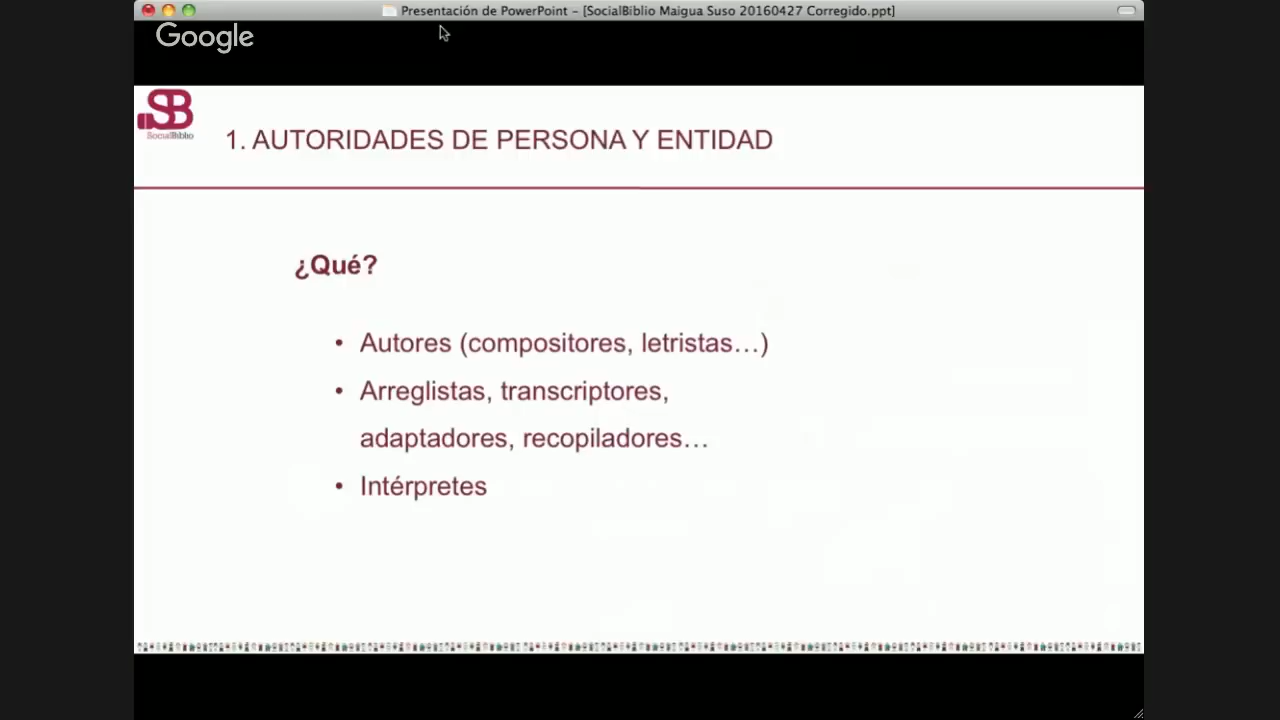 Presentación de PowerPoint - [SocialBiblio Maigua Suso 20160427 Corregido.ppt]
Google
SB
SocialBiblio
1. AUTORIDADES DE PERSONA Y ENTIDAD
¿Qué?
• Autores (compositores, letristas…)
• Arreglistas, transcriptores,
adaptadores, recopiladores…
• Intérpretes